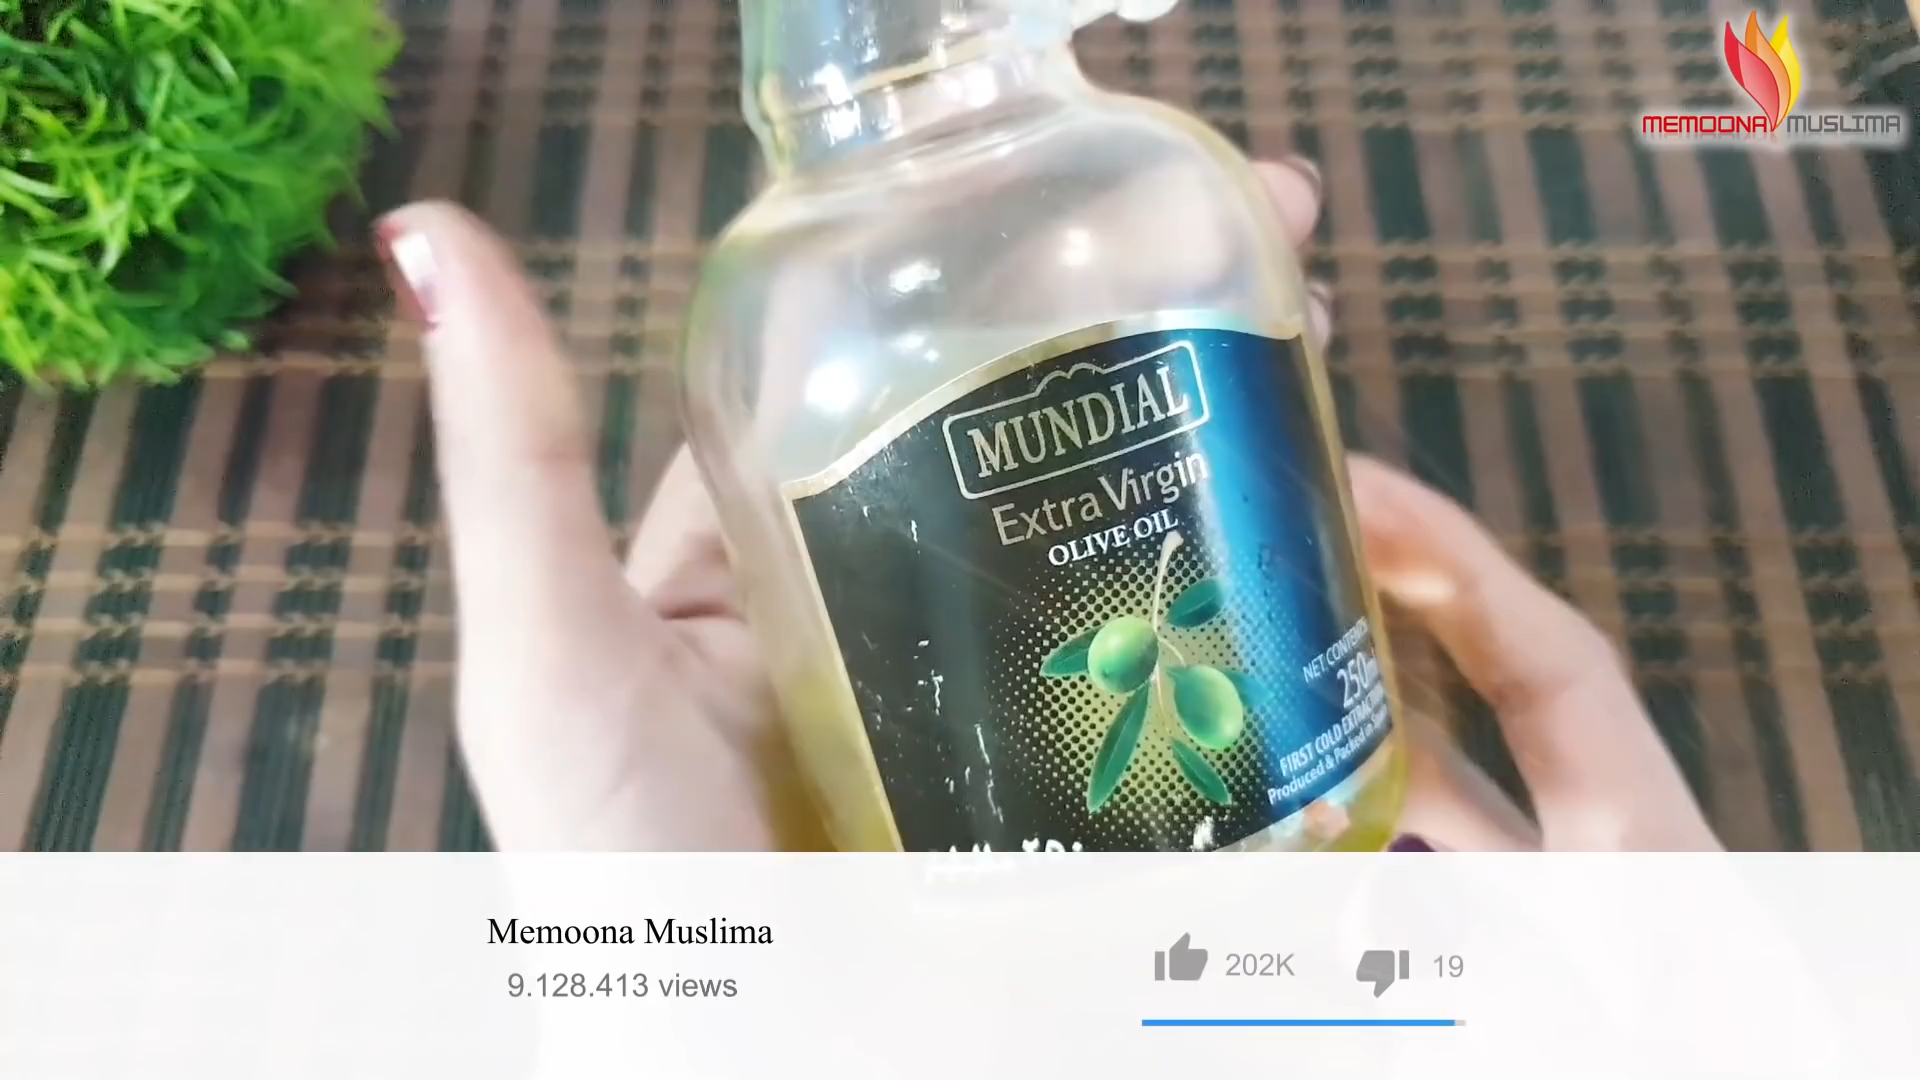 MEMOONA MUSLIMA
MUNDIAL
Extra Virgin
OLIVE OIL
NET CONTENTS
250ml
FIRST COLD EXTRACTION
Produced & Packed in
Memoona Muslima
9.128.413 views
202K
19